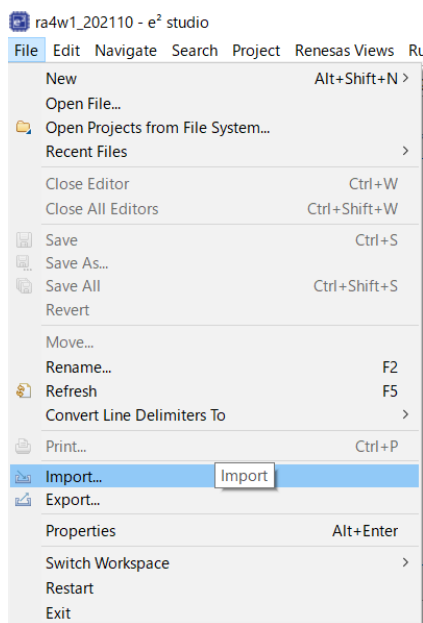 ra4w1_202110 - e² studio
File Edit Navigate Search Project Renesas Views
New Alt+Shift+N >
Open File...
Open Projects from File System...
Recent Files >
Close Editor Ctrl+W
Close All Editors Ctrl+Shift+W
Save Ctrl+S
Save As...
Save All Ctrl+Shift+S
Revert
Move...
Rename... F2
Refresh F5
Convert Line Delimiters To >
Print... Ctrl+P
Import... Import
Export...
Properties Alt+Enter
Switch Workspace >
Restart
Exit